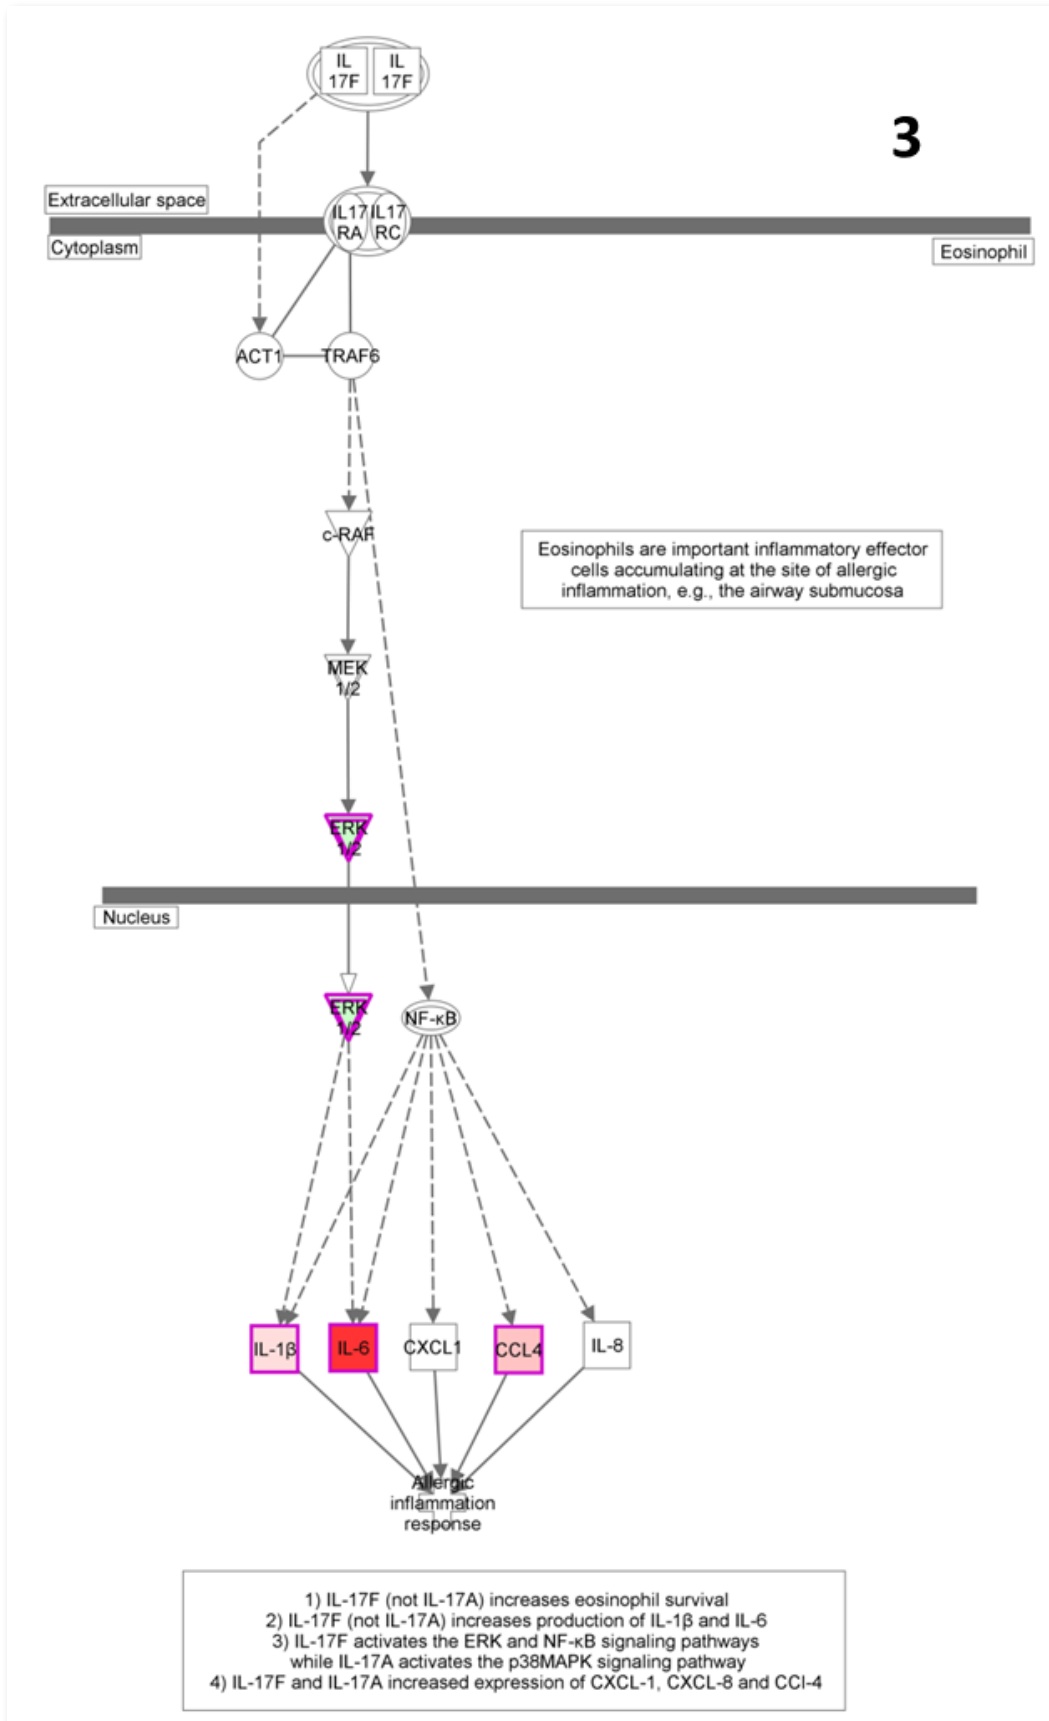 IL IL
17F 17F
3
Extracellular space
IL17 IL17
RA RC
Cytoplasm
Eosinophil
ACT1 TRAF6
c-RAF
Eosinophils are important inflammatory effector
cells accumulating at the site of allergic
inflammation, e.g., the airway submucosa
MEK
1/2
ERK
1/2
Nucleus
ERK
1/2
NF-κB
IL-1β IL-6 CXCL1 CCL4 IL-8
Allergic
inflammation
response
1) IL-17F (not IL-17A) increases eosinophil survival
2) IL-17F (not IL-17A) increases production of IL-1β and IL-6
3) IL-17F activates the ERK and NF-κB signaling pathways
while IL-17A activates the p38MAPK signaling pathway
4) IL-17F and IL-17A increased expression of CXCL-1, CXCL-8 and CCl-4